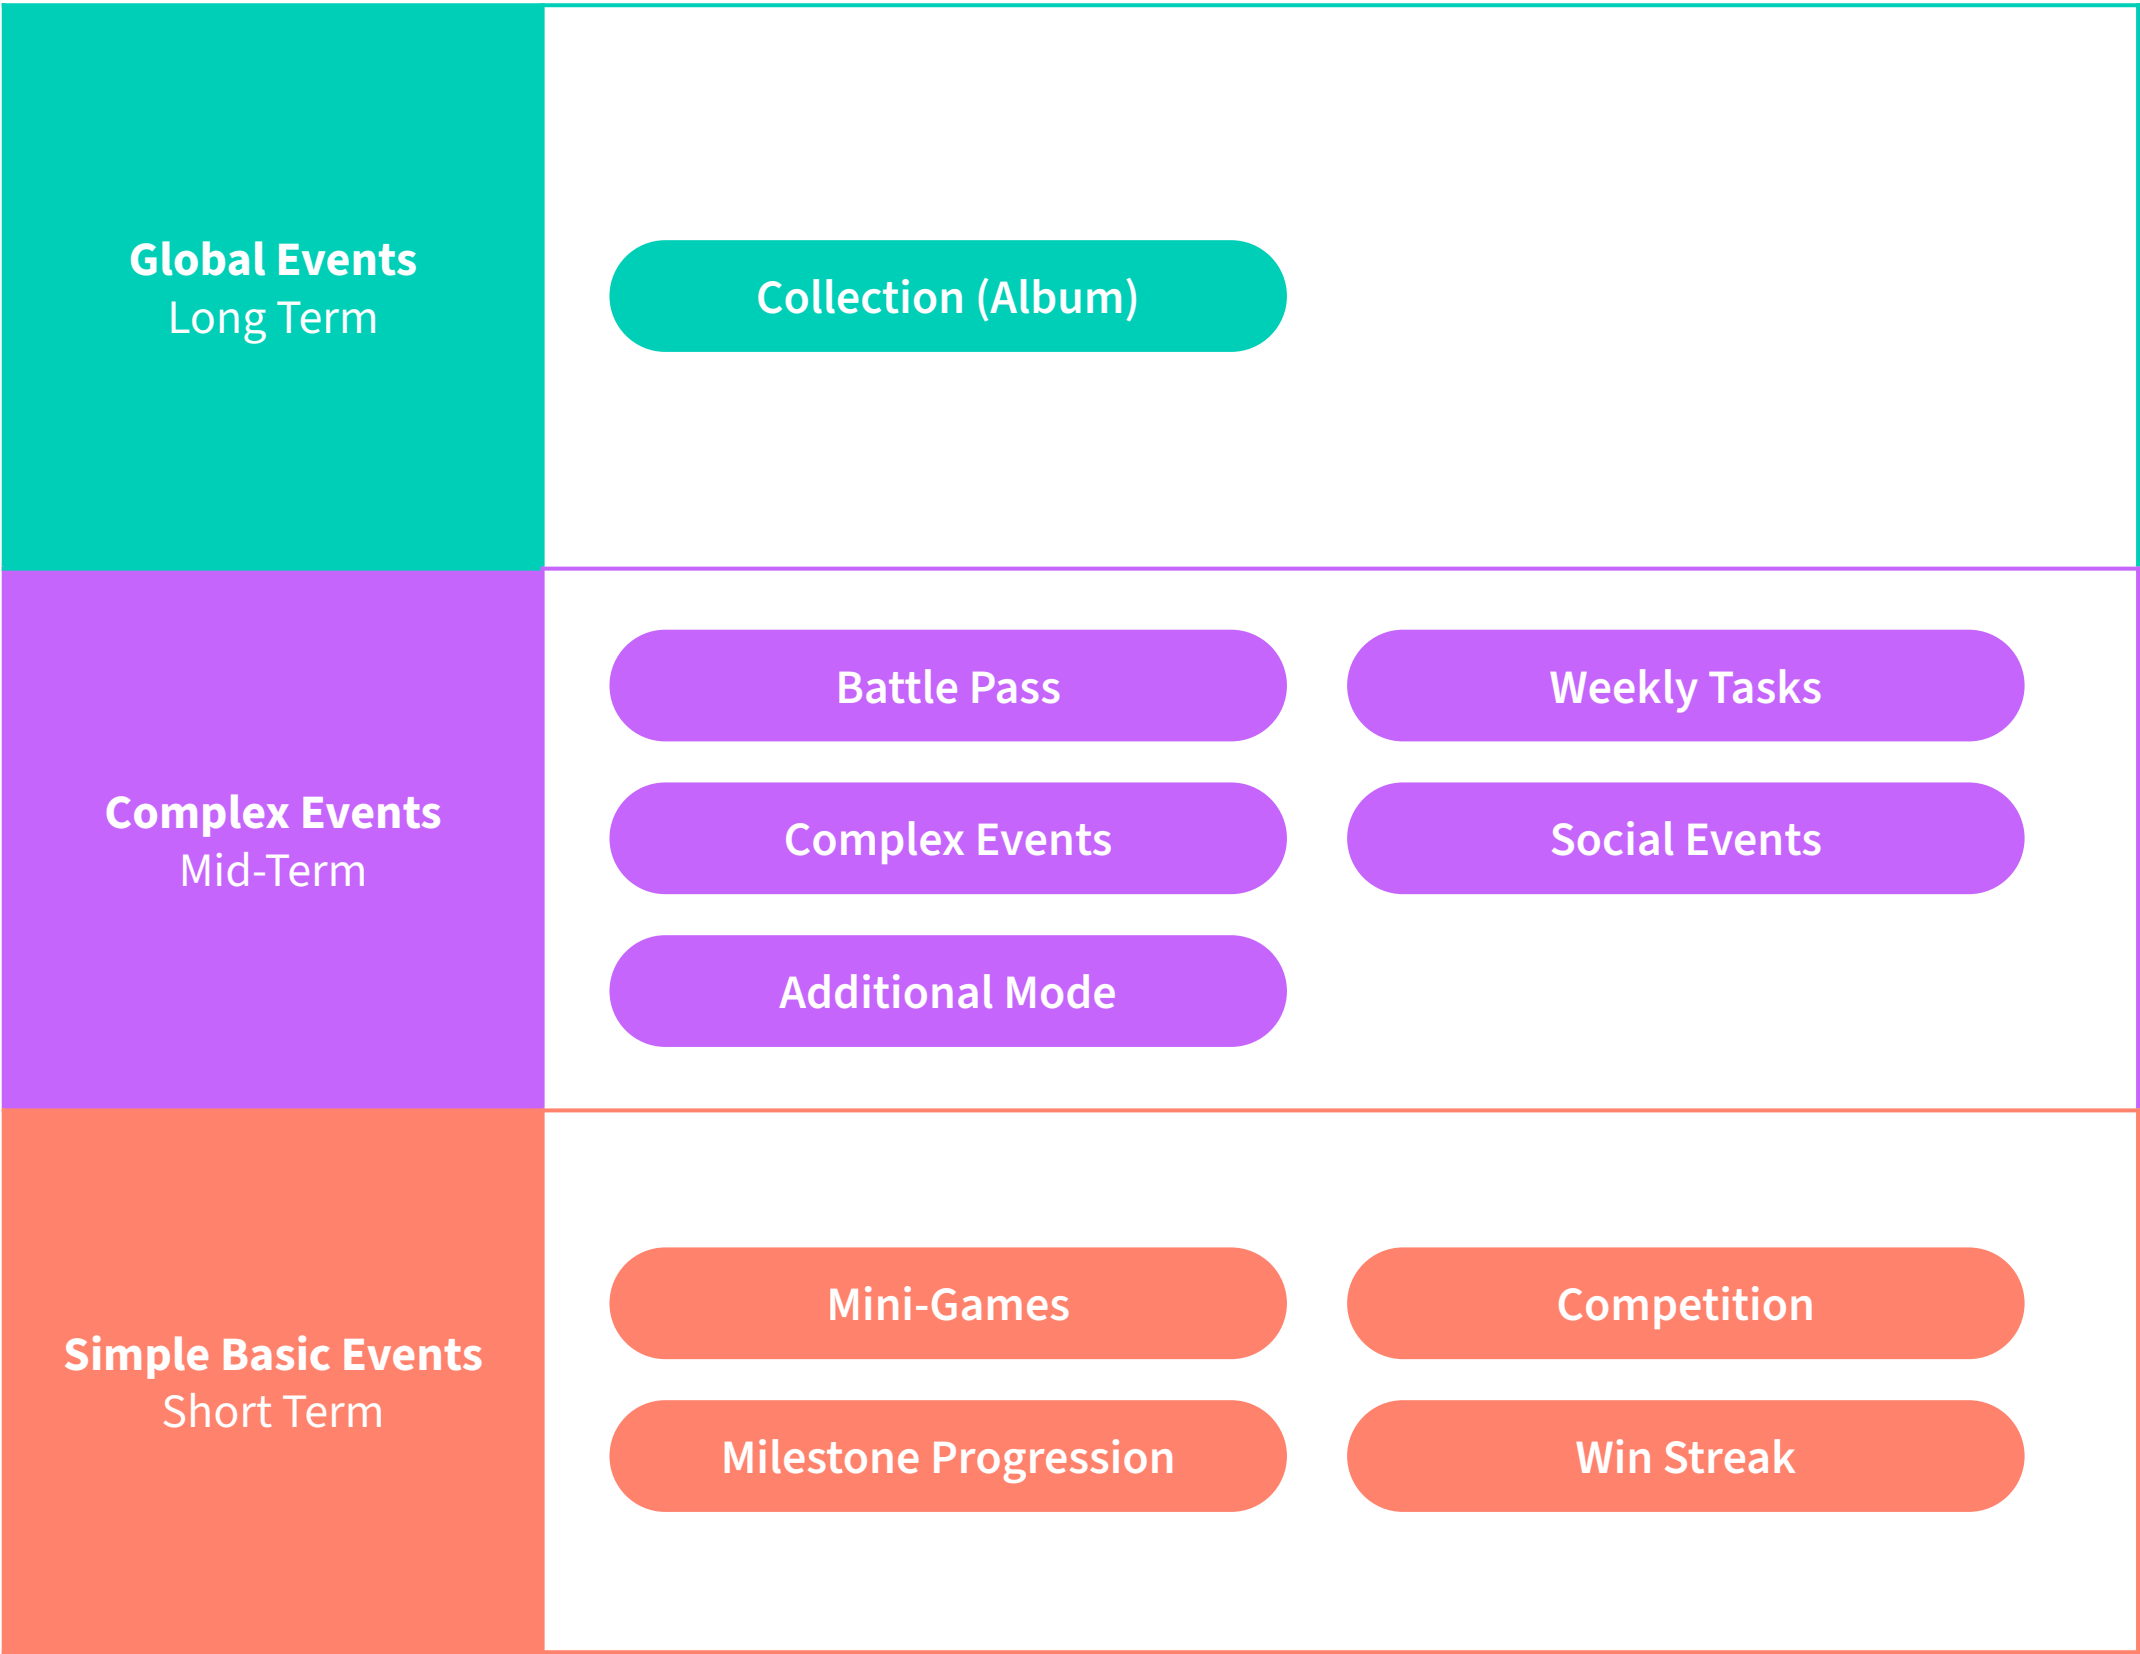 Global Events
Long Term
Collection (Album)
Complex Events
Mid-Term
Battle Pass
Weekly Tasks
Complex Events
Social Events
Additional Mode
Simple Basic Events
Short Term
Mini-Games
Competition
Milestone Progression
Win Streak